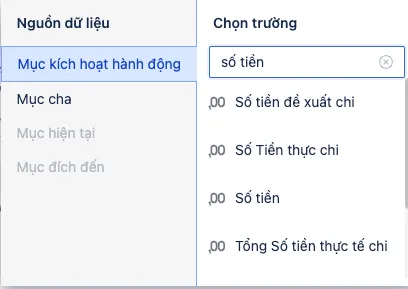 Nguồn dữ liệu
Mục kích hoạt hành động
Mục cha
Mục hiện tại
Mục đích đến
Chọn trường
số tiền
,00 Số tiền đề xuất chi
,00 Số Tiền thực chi
,00 Số tiền
,00 Tổng Số tiền thực tế chi